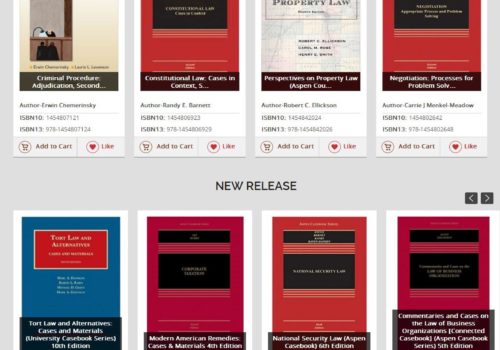 CONSTITUTIONAL LAW
Cases in Context
PROPERTY LAW
ROBERT C. ELLICKSON
CAROL M. ROSE
HENRY E. SMITH
NEGOTIATION
Appropriate Process and Problem
Solving
Erwin Chemerinsky Laurie L. Levenson
Criminal Procedure:
Adjudication, Second...
Constitutional Law: Cases in
Context, S...
Perspectives on Property Law
(Aspen Cou...
Negotiation: Processes for
Problem Solv...
Author-Erwin Chemerinsky
Author-Randy E. Barnett
Author-Robert C. Ellickson
Author-Carrie J Menkel-Meadow
ISBN10: 1454807121
ISBN10: 1454806923
ISBN10: 1454842024
ISBN10: 1454802642
ISBN13: 978-1454807124
ISBN13: 978-1454806929
ISBN13: 978-1454842026
ISBN13: 978-1454802648
Add to Cart Like
Add to Cart Like
Add to Cart Like
Add to Cart Like
NEW RELEASE
TORT LAW AND
ALTERNATIVES
CASES AND MATERIALS
CORPORATE
TAXATION
NATIONAL SECURITY LAW
Commentaries and Cases on the
LAW OF BUSINESS
ORGANIZATION
Tort Law and Alternatives:
Cases and Materials
(University Casebook Series)
10th Edition
Modern American Remedies:
Cases & Materials 4th Edition
National Security Law (Aspen
Casebook) 6th Edition
Commentaries and Cases on
the Law of Business
Organizations [Connected
Casebook] (Aspen Casebook
Series) 5th Edition